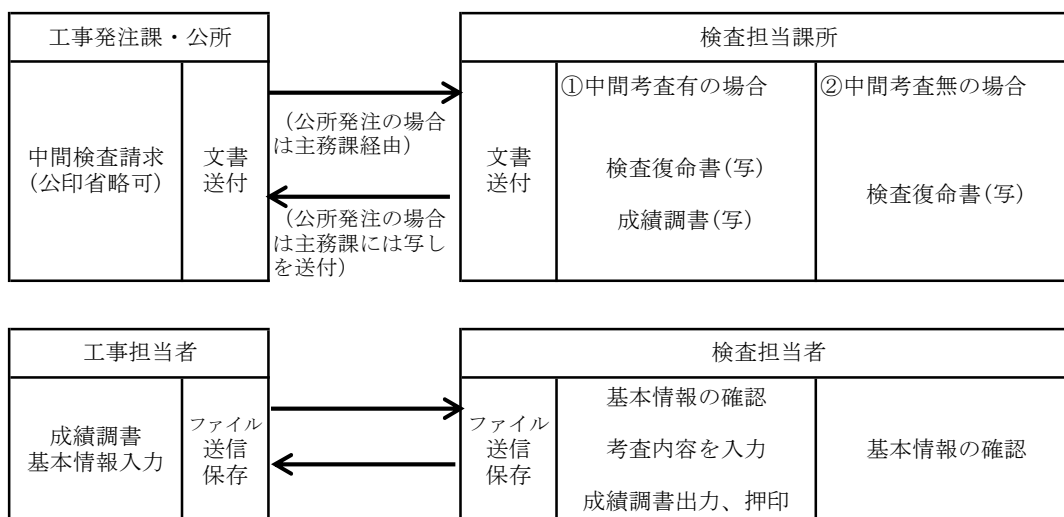 工事発注課・公所
検査担当課所
中間検査請求
(公印省略可)
文書
送付
（公所発注の場合
は主務課経由）
（公所発注の場合
は主務課には写し
を送付）
文書
送付
①中間考査有の場合
検査復命書(写)
成績調書(写)
②中間考査無の場合
検査復命書(写)
工事担当者
検査担当者
成績調書
基本情報入力
ファイル
送信
保存
ファイル
送信
保存
基本情報の確認
考査内容を入力
成績調書出力、押印
基本情報の確認